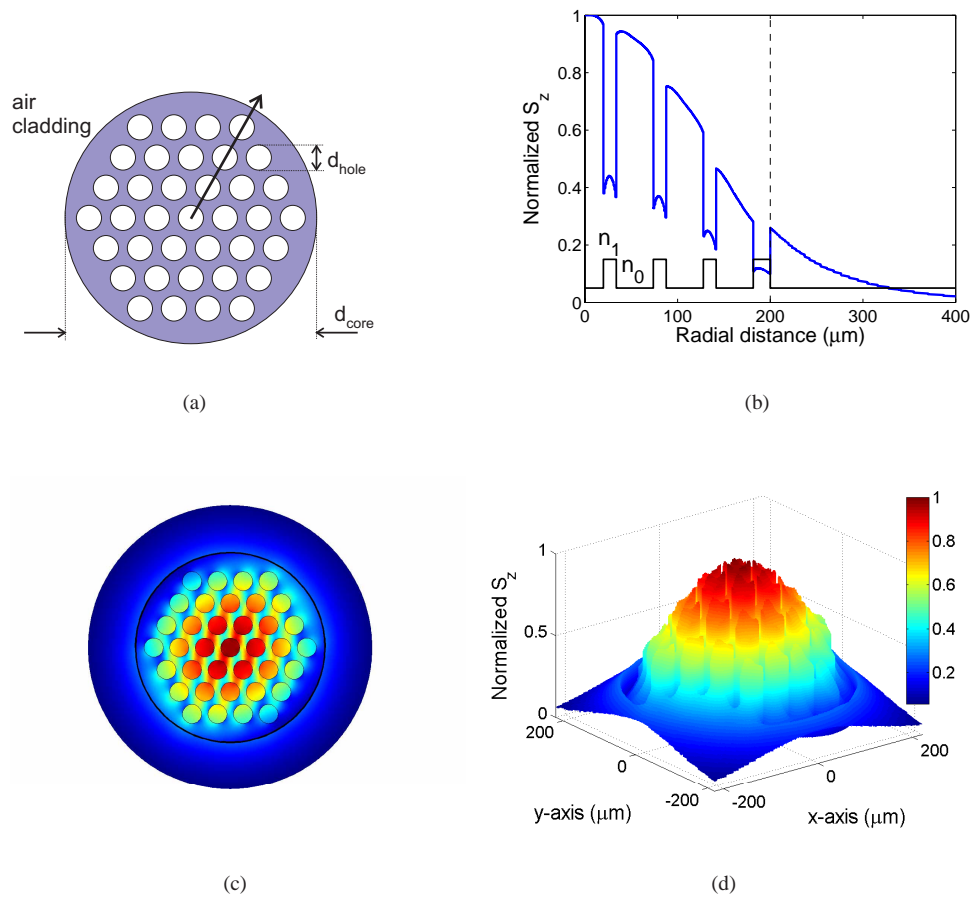 air
cladding
d_hole
d_core
(a)
1
0.8
0.6
0.4
0.2
0
Normalized S_z
n_1
n_0
0
100
200
300
400
Radial distance (μm)
(b)
(c)
1
0.5
0
Normalized S_z
200
0
-200
y-axis (μm)
-200
0
200
x-axis (μm)
1
0.8
0.6
0.4
0.2
(d)